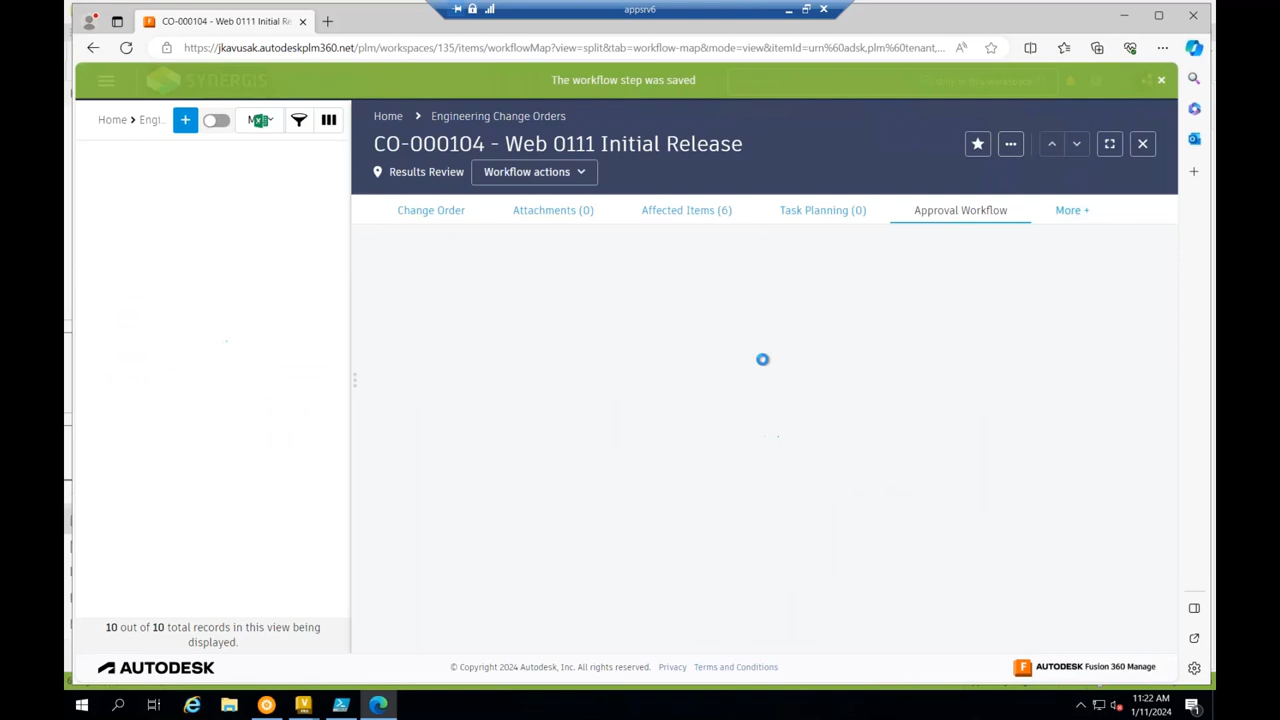 appsrv6
CO-000104 - Web 0111 Initial Re
https://jkavusak.autodeskplm360.net/plm/workspaces/135/items/workflowMap?view=split&tab=workflow-map&mode=view&itemId=urn%60adsk,plm%60tenant,...
SYNERGIS
The workflow step was saved
Home > Engi...
Home > Engineering Change Orders
CO-000104 - Web 0111 Initial Release
Results Review
Workflow actions
Change Order
Attachments (0)
Affected Items (6)
Task Planning (0)
Approval Workflow
More +
10 out of 10 total records in this view being
displayed.
AUTODESK
© Copyright 2024 Autodesk, Inc. All rights reserved.
Privacy
Terms and Conditions
F
AUTODESK Fusion 360 Manage
11:22 AM
1/11/2024
1